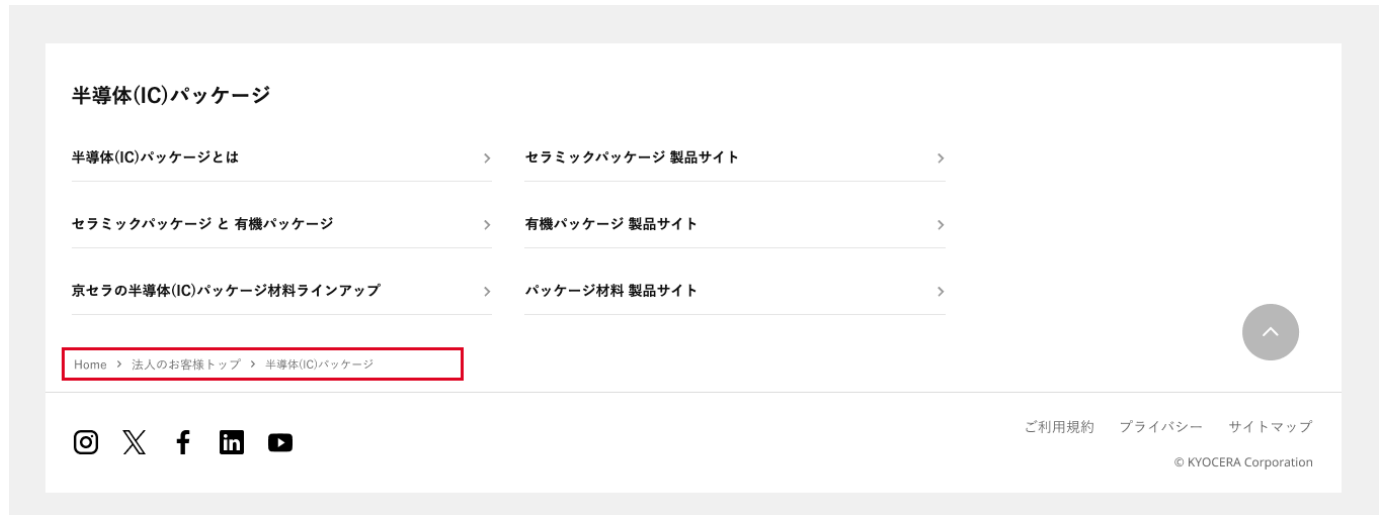 半導体(IC)パッケージ
半導体(IC)パッケージとは
セラミックパッケージ 製品サイト
セラミックパッケージ と 有機パッケージ
有機パッケージ 製品サイト
京セラの半導体(IC)パッケージ材料ラインアップ
パッケージ材料 製品サイト
Home > 法人のお客様トップ > 半導体(IC)パッケージ
ご利用規約 プライバシー サイトマップ
© KYOCERA Corporation